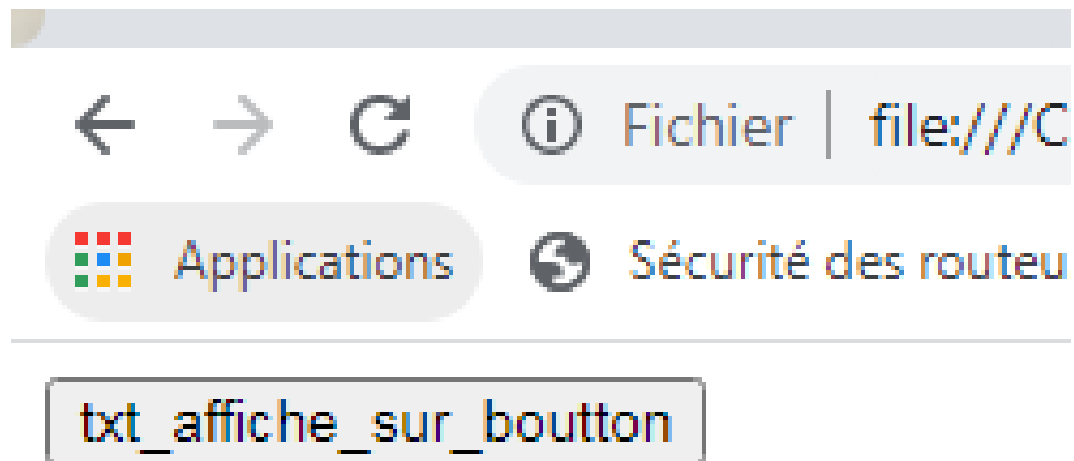 Fichier | file:///C
Applications Sécurité des routeu
txt_affiche_sur_boutton